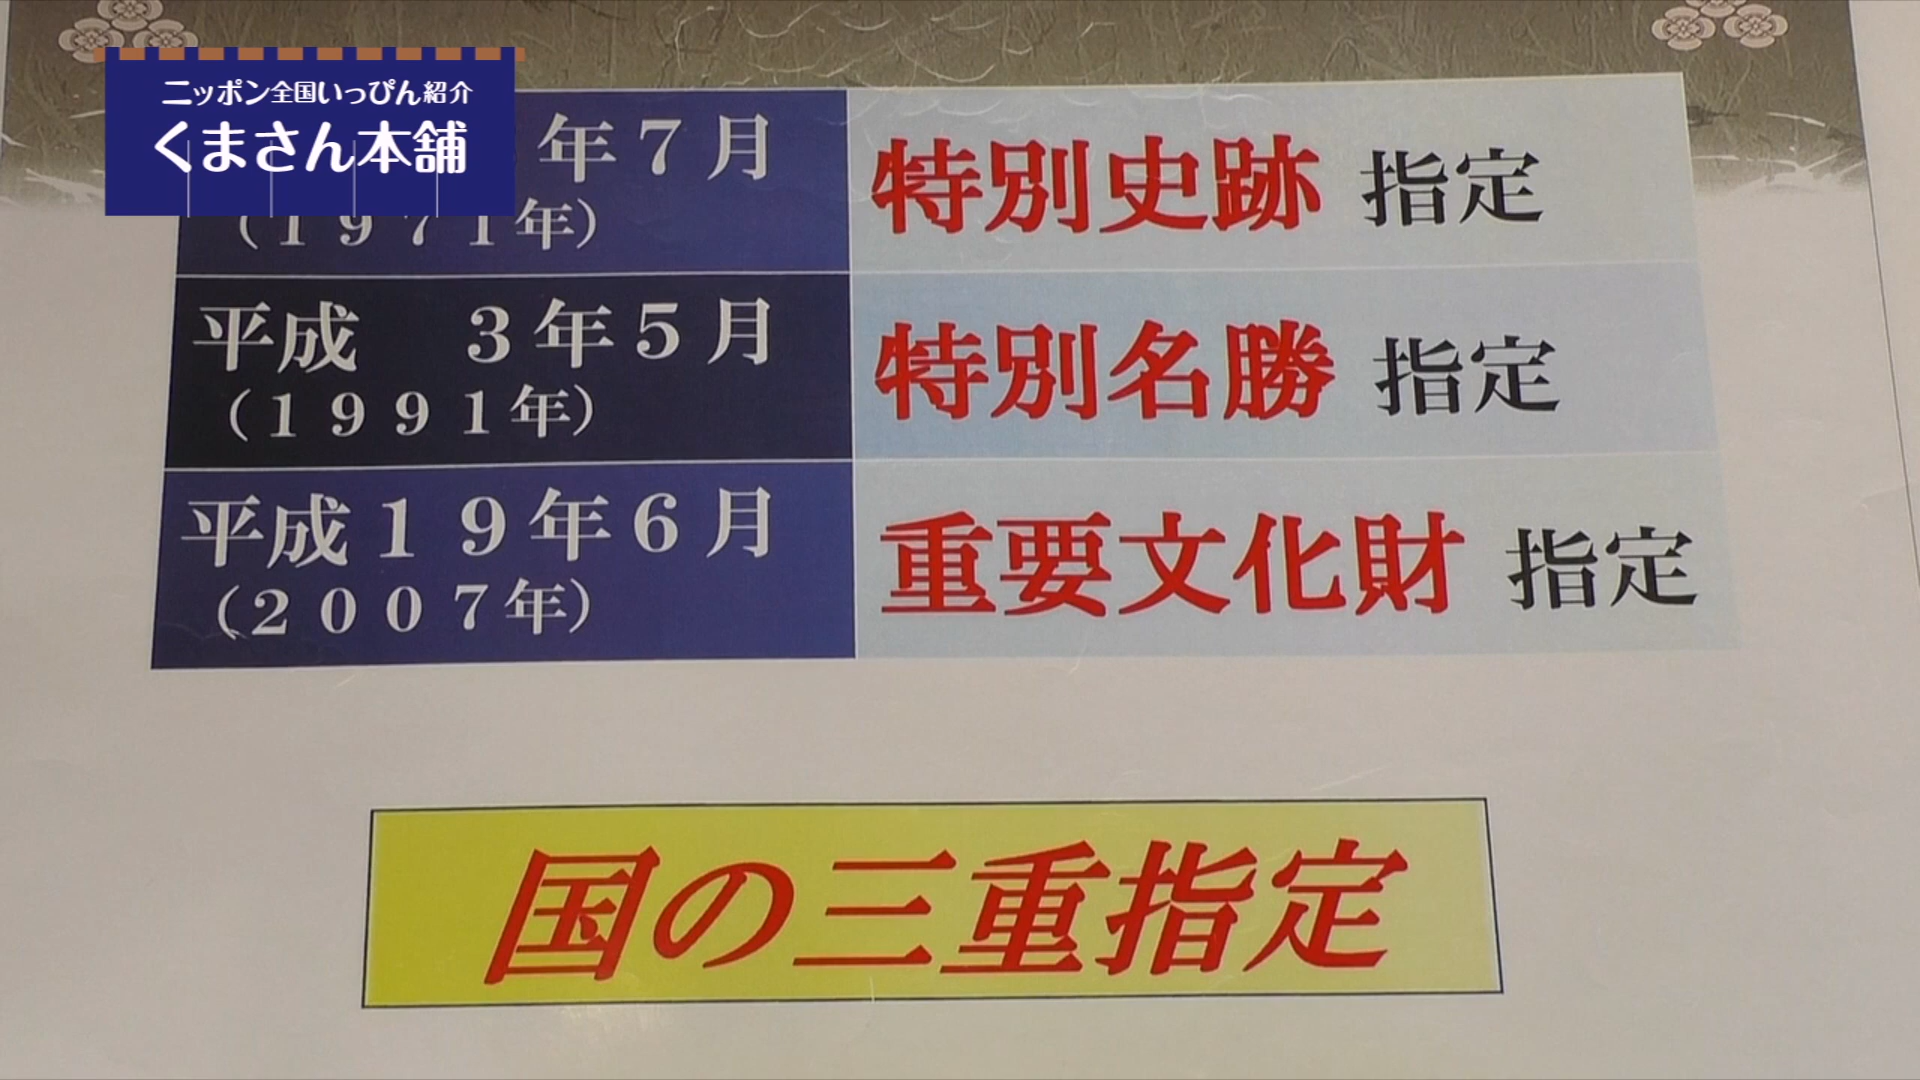 ニッポン全国いっぴん紹介
くまさん本舗
年7月
（1971年）
特別史跡 指定
平成 3年5月
（1991年）
特別名勝 指定
平成19年6月
（2007年）
重要文化財 指定
国の三重指定